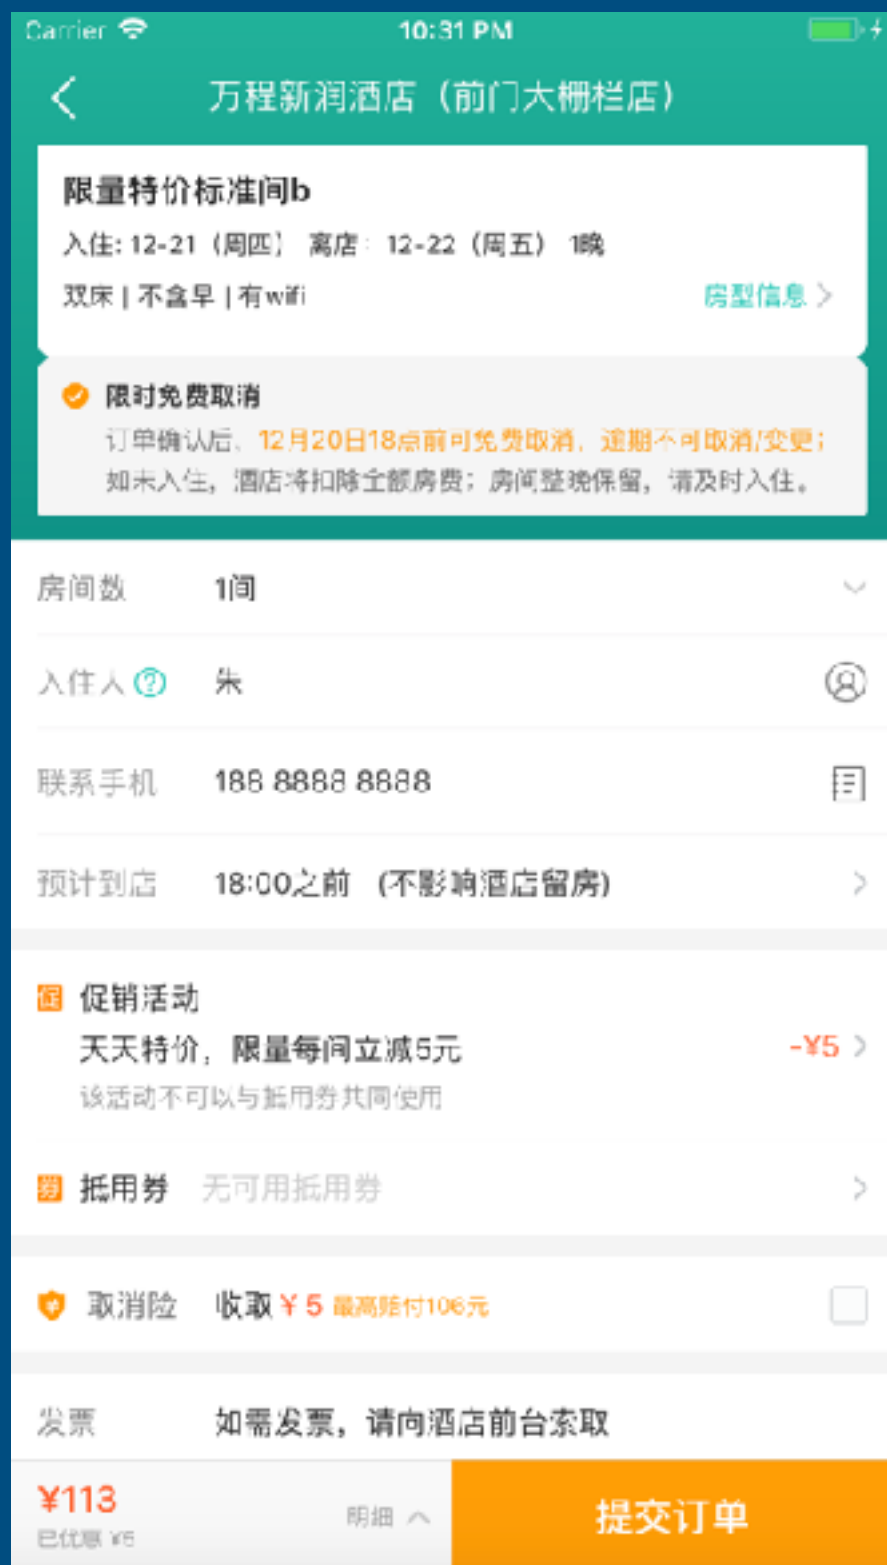 Carrier 10:31 PM
万程新润酒店（前门大栅栏店）
限量特价标准间b
入住: 12-21（周四） 离店：12-22（周五） 1晚
双床 | 不含早 | 有wifi 房型信息
限时免费取消
订单确认后，12月20日18点前可免费取消，逾期不可取消/变更；
如未入住，酒店将扣除全额房费；房间整晚保留，请及时入住。
房间数 1间
入住人 ? 朱
联系手机 188 8888 8888
预计到店 18:00之前 (不影响酒店留房)
促 促销活动
天天特价，限量每间立减5元 -¥5
该活动不可以与抵用券共同使用
券 抵用券 无可用抵用券
取消险 收取 ¥ 5 最高赔付106元
发票 如需发票，请向酒店前台索取
¥113 明细 提交订单
已优惠 ¥5